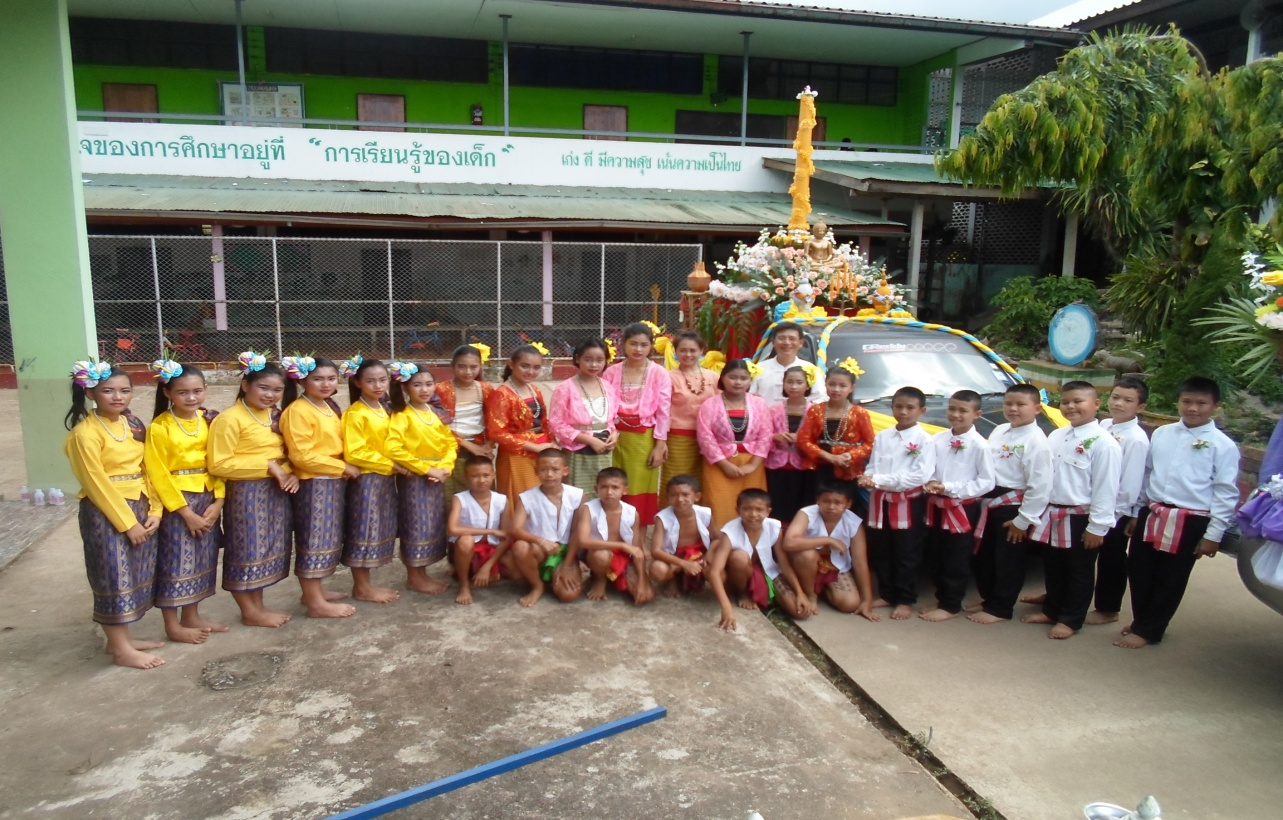 ใจของการศึกษาอยู่ที่ "การเรียนรู้ของเด็ก" เก่ง ดี มีความสุข เน้นความเป็นไทย